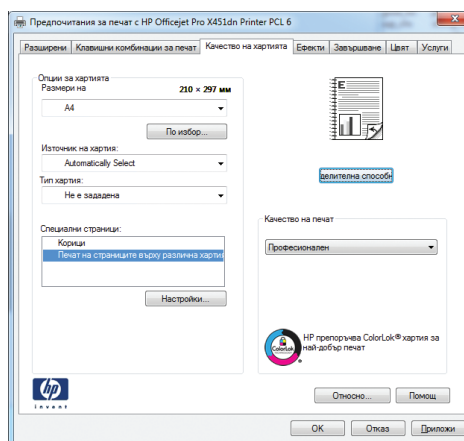 Предпочитания за печат с HP Officejet Pro X451dn Printer PCL 6
Разширени Клавишни комбинации за печат Качество на хартията Ефекти Завършване Цвят Услуги
Опции за хартията
Размери на 210 × 297 мм
A4
По избор...
Източник на хартия:
Automatically Select
Тип хартия:
Не е зададена
Специални страници:
Корици
Печат на страниците върху различна хартия
Настройки...
E
делителна способн
Качество на печат
Професионален
ColorLok
HP препоръчва ColorLok® хартия за
най-добър печат
hp
invent
Относно... Помощ
OK Отказ Приложи